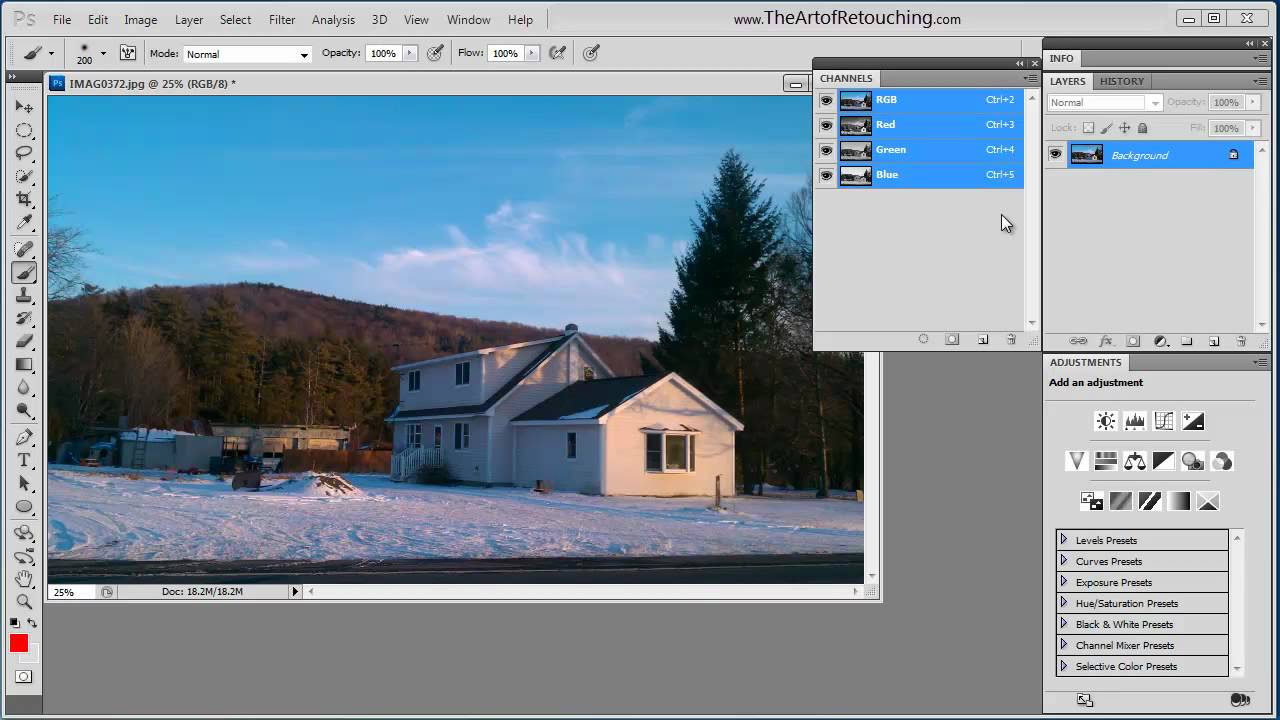 Ps File Edit Image Layer Select Filter Analysis 3D View Window Help www.TheArtofRetouching.com
200 Mode: Normal Opacity: 100% Flow: 100%
IMAG0372.jpg @ 25% (RGB/8) *
CHANNELS
RGB Ctrl+2
Red Ctrl+3
Green Ctrl+4
Blue Ctrl+5
INFO
LAYERS HISTORY
Normal Opacity: 100%
Lock: Fill: 100%
Background
fx
ADJUSTMENTS
Add an adjustment
Levels Presets
Curves Presets
Exposure Presets
Hue/Saturation Presets
Black & White Presets
Channel Mixer Presets
Selective Color Presets
T
25% Doc: 18.2M/18.2M